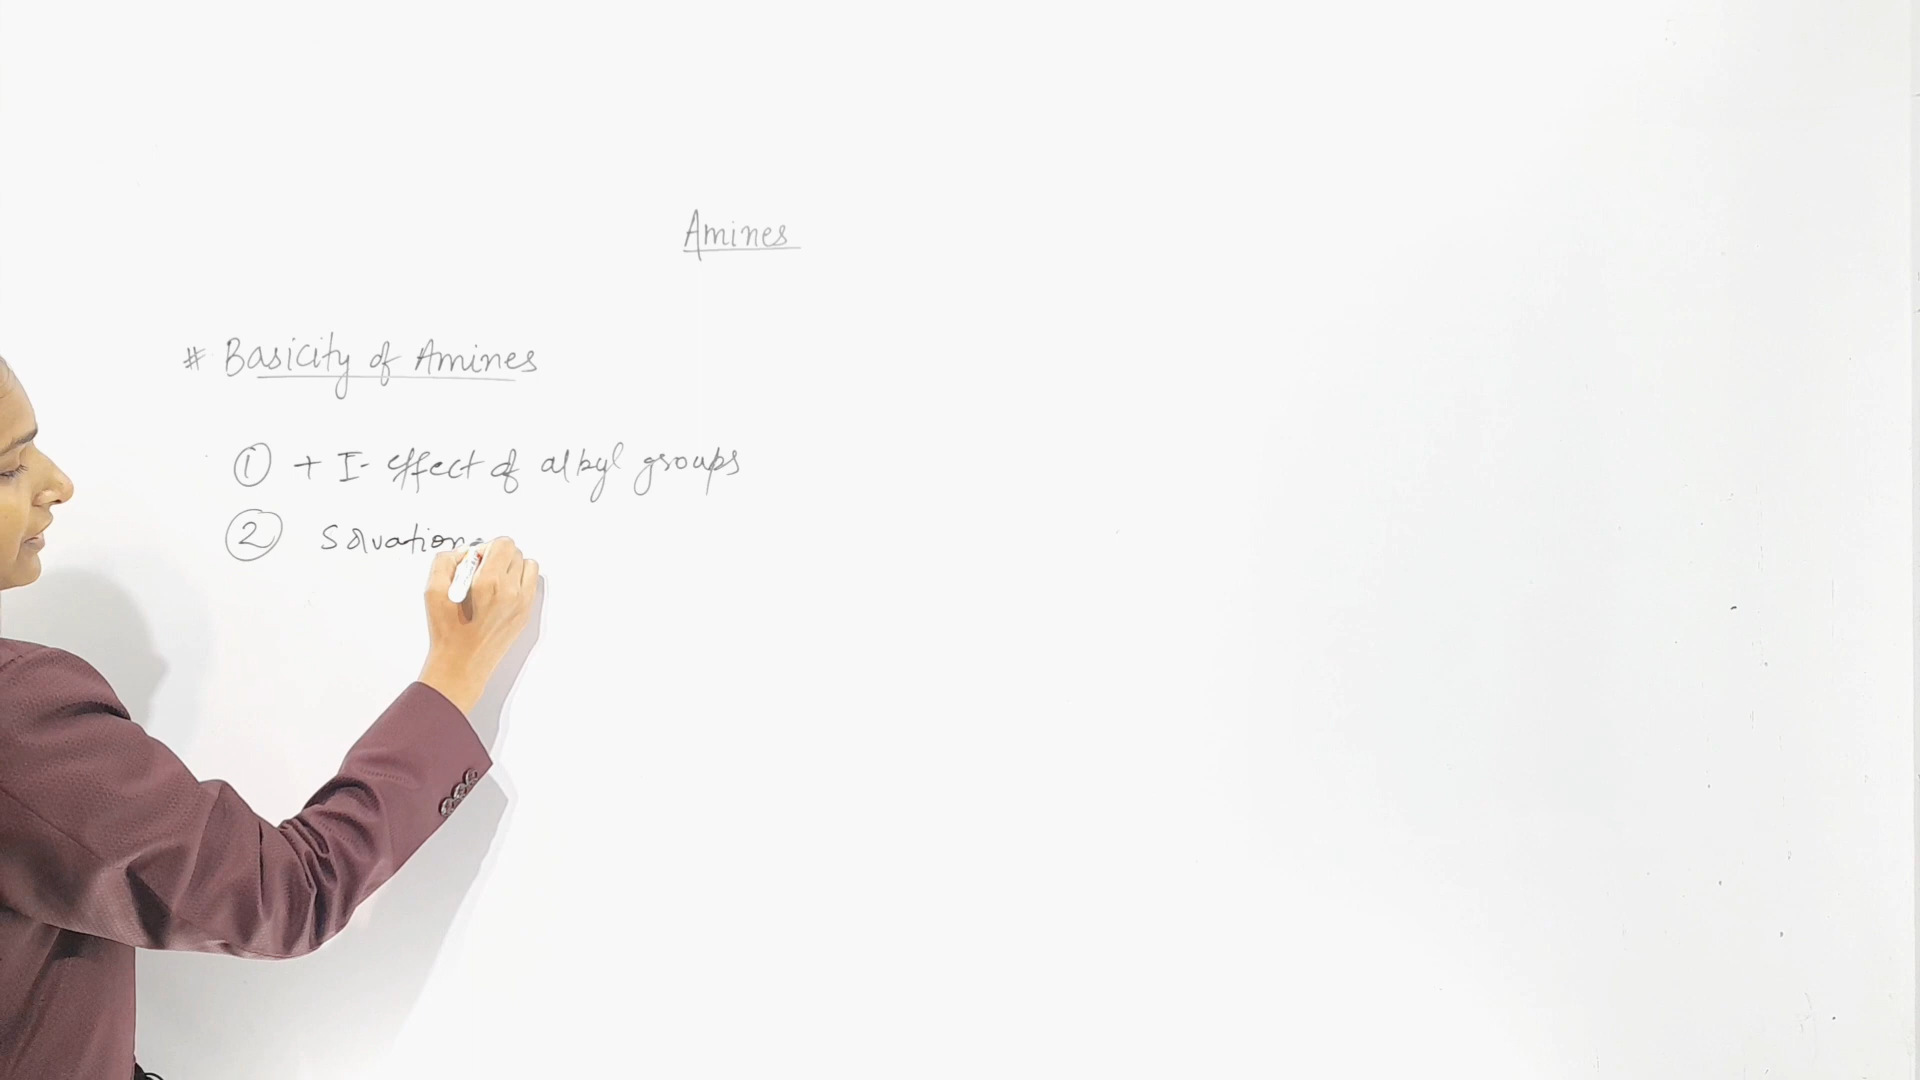 Amines
# Basicity of Amines
① + I- effect of alkyl groups
② Solvation